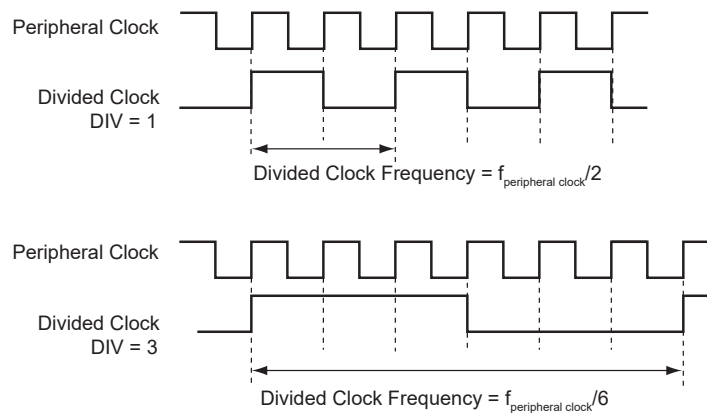 Peripheral Clock
Divided Clock
DIV = 1
Divided Clock Frequency = fperipheral clock/2
Peripheral Clock
Divided Clock
DIV = 3
Divided Clock Frequency = fperipheral clock/6